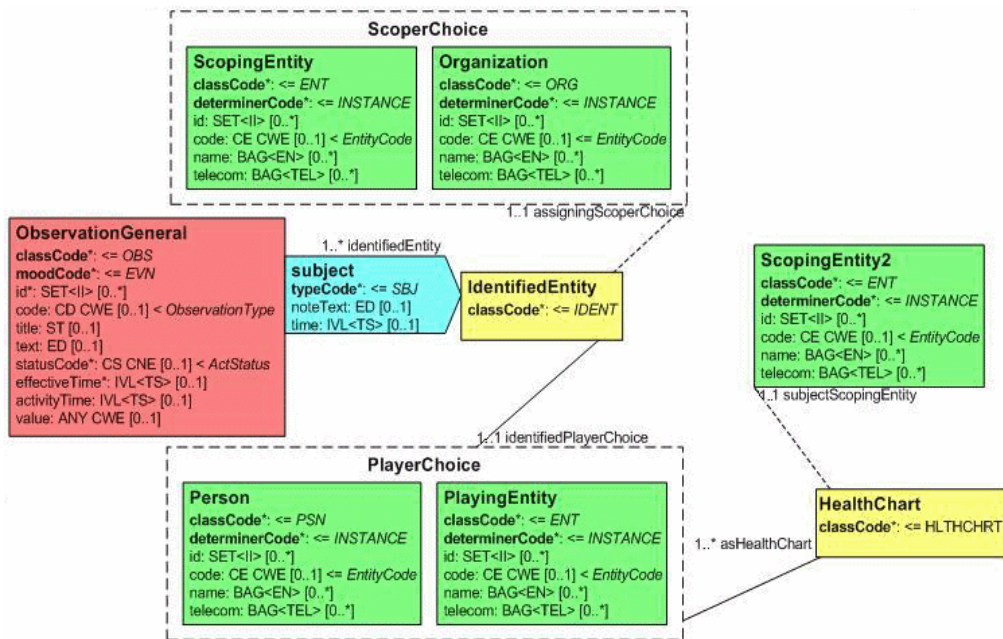 ScoperChoice
ScopingEntity
classCode*: <= ENT
determinerCode*: <= INSTANCE
id: SET<II> [0..*]
code: CE CWE [0..1] < EntityCode
name: BAG<EN> [0..*]
telecom: BAG<TEL> [0..*]
Organization
classCode*: <= ORG
determinerCode*: <= INSTANCE
id: SET<II> [0..*]
code: CE CWE [0..1] <= EntityCode
name: BAG<EN> [0..*]
telecom: BAG<TEL> [0..*]
1..1 assigningScoperChoice
ObservationGeneral
classCode*: <= OBS
moodCode*: <= EVN
id*: SET<II> [0..*]
code: CD CWE [0..1] < ObservationType
title: ST [0..1]
text: ED [0..1]
statusCode*: CS CNE [0..1] < ActStatus
effectiveTime*: IVL<TS> [0..1]
activityTime: IVL<TS> [0..1]
value: ANY CWE [0..1]
1..* identifiedEntity
subject
typeCode*: <= SBJ
noteText: ED [0..1]
time: IVL<TS> [0..1]
IdentifiedEntity
classCode*: <= IDENT
ScopingEntity2
classCode*: <= ENT
determinerCode*: <= INSTANCE
id: SET<II> [0..*]
code: CE CWE [0..1] < EntityCode
name: BAG<EN> [0..*]
telecom: BAG<TEL> [0..*]
1..1 subjectScopingEntity
1..1 identifiedPlayerChoice
PlayerChoice
Person
classCode*: <= PSN
determinerCode*: <= INSTANCE
id: SET<II> [0..*]
code: CE CWE [0..1] <= EntityCode
name: BAG<EN> [0..*]
telecom: BAG<TEL> [0..*]
PlayingEntity
classCode*: <= ENT
determinerCode*: <= INSTANCE
id: SET<II> [0..*]
code: CE CWE [0..1] < EntityCode
name: BAG<EN> [0..*]
telecom: BAG<TEL> [0..*]
HealthChart
classCode*: <= HLTHCHRT
1..* asHealthChart